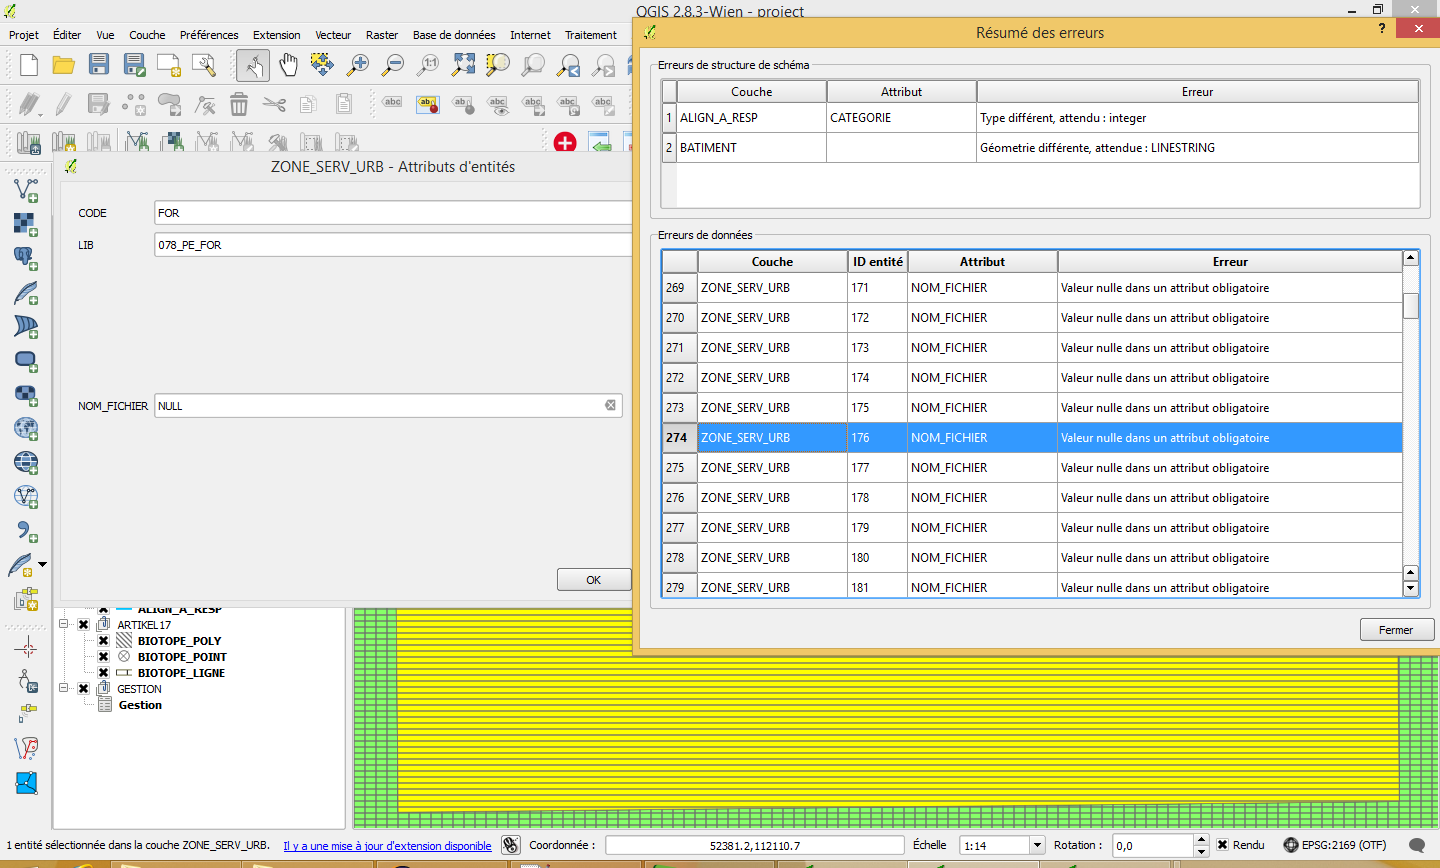 QGIS 2.8.3-Wien - project
Projet Éditer Vue Couche Préférences Extension Vecteur Raster Base de données Internet Traitement
ZONE_SERV_URB - Attributs d'entités
CODE FOR
LIB 078_PE_FOR
NOM_FICHIER NULL
OK
Résumé des erreurs
Erreurs de structure de schéma
Couche Attribut Erreur
1 ALIGN_A_RESP CATEGORIE Type différent, attendu : integer
2 BATIMENT Géometrie différente, attendue : LINESTRING
Erreurs de données
Couche ID entité Attribut Erreur
269 ZONE_SERV_URB 171 NOM_FICHIER Valeur nulle dans un attribut obligatoire
270 ZONE_SERV_URB 172 NOM_FICHIER Valeur nulle dans un attribut obligatoire
271 ZONE_SERV_URB 173 NOM_FICHIER Valeur nulle dans un attribut obligatoire
272 ZONE_SERV_URB 174 NOM_FICHIER Valeur nulle dans un attribut obligatoire
273 ZONE_SERV_URB 175 NOM_FICHIER Valeur nulle dans un attribut obligatoire
274 ZONE_SERV_URB 176 NOM_FICHIER Valeur nulle dans un attribut obligatoire
275 ZONE_SERV_URB 177 NOM_FICHIER Valeur nulle dans un attribut obligatoire
276 ZONE_SERV_URB 178 NOM_FICHIER Valeur nulle dans un attribut obligatoire
277 ZONE_SERV_URB 179 NOM_FICHIER Valeur nulle dans un attribut obligatoire
278 ZONE_SERV_URB 180 NOM_FICHIER Valeur nulle dans un attribut obligatoire
279 ZONE_SERV_URB 181 NOM_FICHIER Valeur nulle dans un attribut obligatoire
Fermer
ALIGN_A_RESP
ARTIKEL17
BIOTOPE_POLY
BIOTOPE_POINT
BIOTOPE_LIGNE
GESTION
Gestion
1 entité sélectionnée dans la couche ZONE_SERV_URB. Il y a une mise à jour d'extension disponible Coordonnée : 52381.2,112110.7 Échelle 1:14 Rotation : 0,0 Rendu EPSG:2169 (OTF)